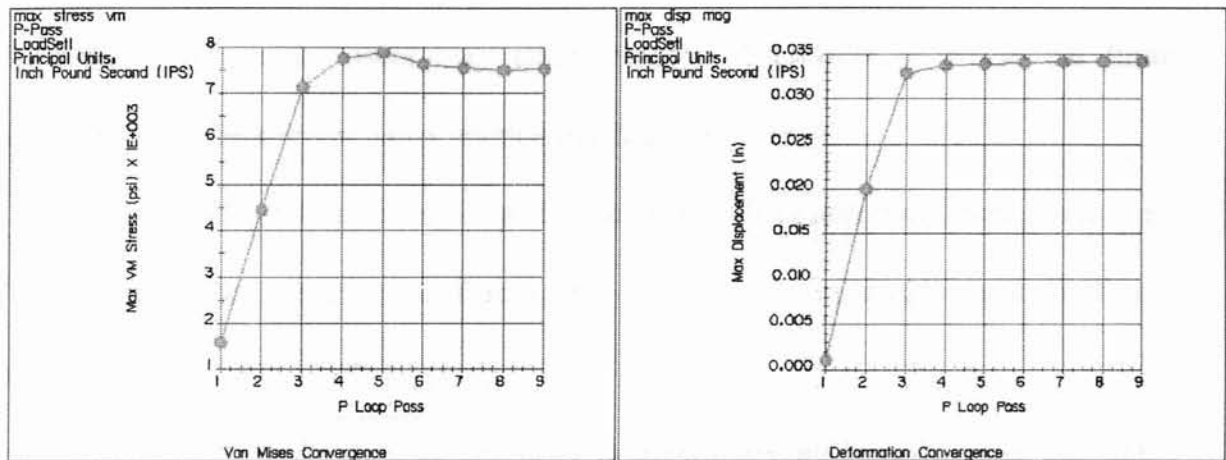 max stress vm
P-Pass
LoadSet1
Principal Units:
Inch Pound Second (IPS)
8
7
6
5
4
3
2
1
Max VM Stress (psi) X 1E+003
1 2 3 4 5 6 7 8 9
P Loop Pass
Van Mises Convergence
max disp mag
P-Pass
LoadSet1
Principal Units:
Inch Pound Second (IPS)
0.035
0.030
0.025
0.020
0.015
0.010
0.005
0.000
Max Displacement (in)
1 2 3 4 5 6 7 8 9
P Loop Pass
Deformation Convergence